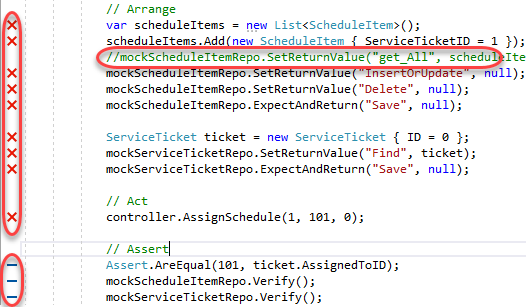 // Arrange
var scheduleItems = new List<ScheduleItem>();
scheduleItems.Add(new ScheduleItem { ServiceTicketID = 1 });
//mockScheduleItemRepo.SetReturnValue("get_All", scheduleIte
mockScheduleItemRepo.SetReturnValue("InsertOrUpdate", null);
mockScheduleItemRepo.SetReturnValue("Delete", null);
mockScheduleItemRepo.ExpectAndReturn("Save", null);
ServiceTicket ticket = new ServiceTicket { ID = 0 };
mockServiceTicketRepo.SetReturnValue("Find", ticket);
mockServiceTicketRepo.ExpectAndReturn("Save", null);
// Act
controller.AssignSchedule(1, 101, 0);
// Assert
Assert.AreEqual(101, ticket.AssignedToID);
mockScheduleItemRepo.Verify();
mockServiceTicketRepo.Verify();